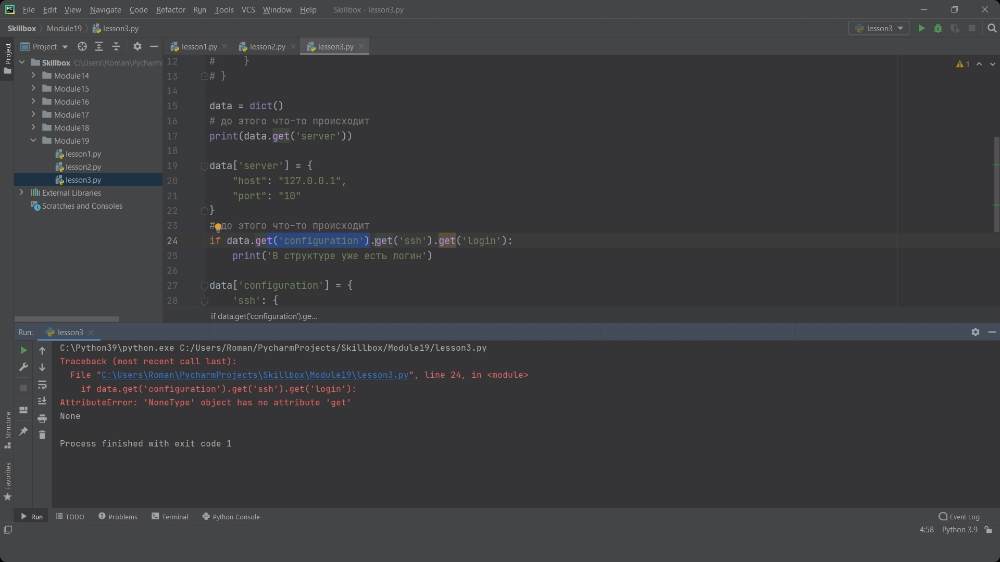 File Edit View Navigate Code Refactor Run Tools VCS Window Help Skillbox - lesson3.py
Skillbox Module19 lesson3.py lesson3
Project
Project lesson1.py lesson2.py lesson3.py
Skillbox C:\Users\Roman\Pycharm
Module14
Module15
Module16
Module17
Module18
Module19
lesson1.py
lesson2.py
lesson3.py
External Libraries
Scratches and Consoles
1
12 # }
13 # }
14
15 data = dict()
16 # до этого что-то происходит
17 print(data.get('server'))
18
19 data['server'] = {
20 "host": "127.0.0.1",
21 "port": "10"
22 }
23 # до этого что-то происходит
24 if data.get('configuration').get('ssh').get('login'):
25 print('В структуре уже есть логин')
26
27 data['configuration'] = {
28 'ssh': {
if data.get('configuration').ge...
Run: lesson3
C:\Python39\python.exe C:/Users/Roman/PycharmProjects/Skillbox/Module19/lesson3.py
Traceback (most recent call last):
File "C:\Users\Roman\PycharmProjects\Skillbox\Module19\lesson3.py", line 24, in <module>
if data.get('configuration').get('ssh').get('login'):
AttributeError: 'NoneType' object has no attribute 'get'
None
Process finished with exit code 1
Structure
Favorites
Run TODO Problems Terminal Python Console Event Log
4:58 Python 3.9